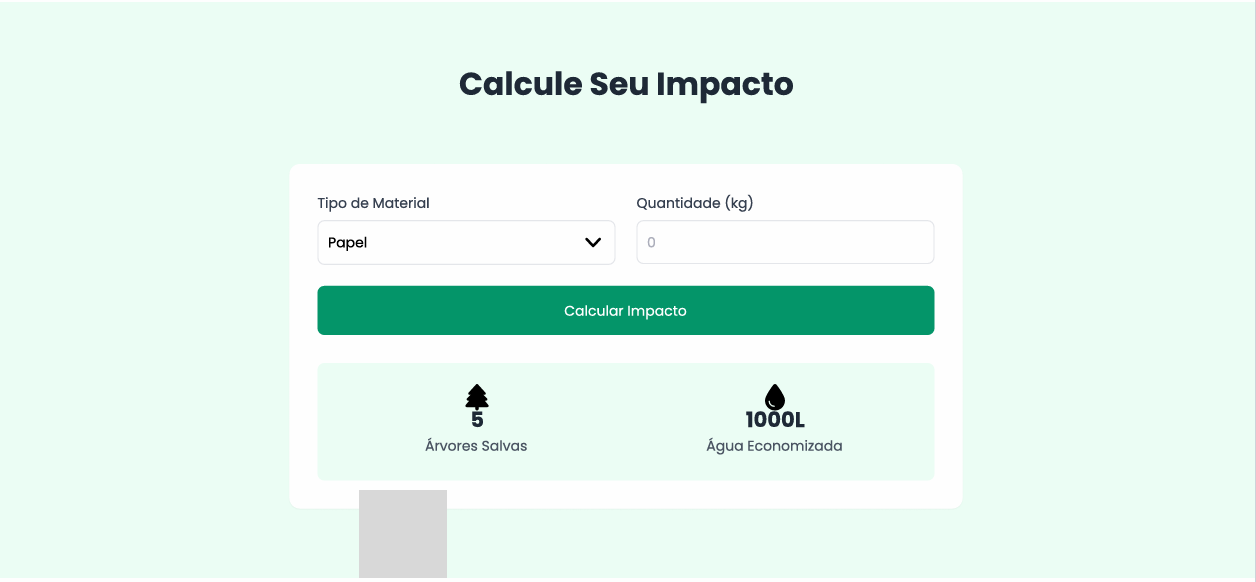 Calcule Seu Impacto
Tipo de Material
Quantidade (kg)
Papel
0
Calcular Impacto
5
1000L
Árvores Salvas
Água Economizada